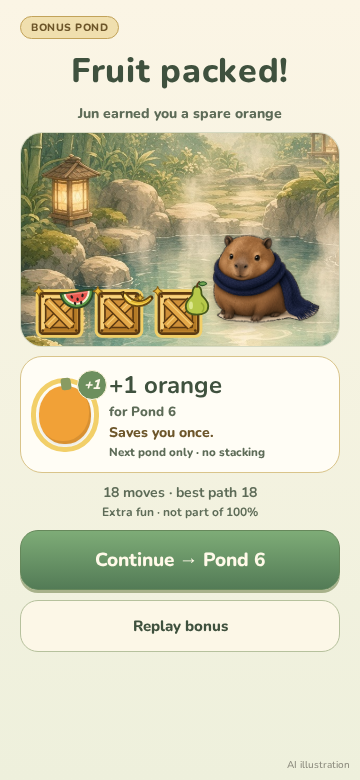 BONUS POND
Fruit packed!
Jun earned you a spare orange
+1
+1 orange
for Pond 6
Saves you once.
Next pond only · no stacking
18 moves · best path 18
Extra fun · not part of 100%
Continue → Pond 6
Replay bonus
AI illustration